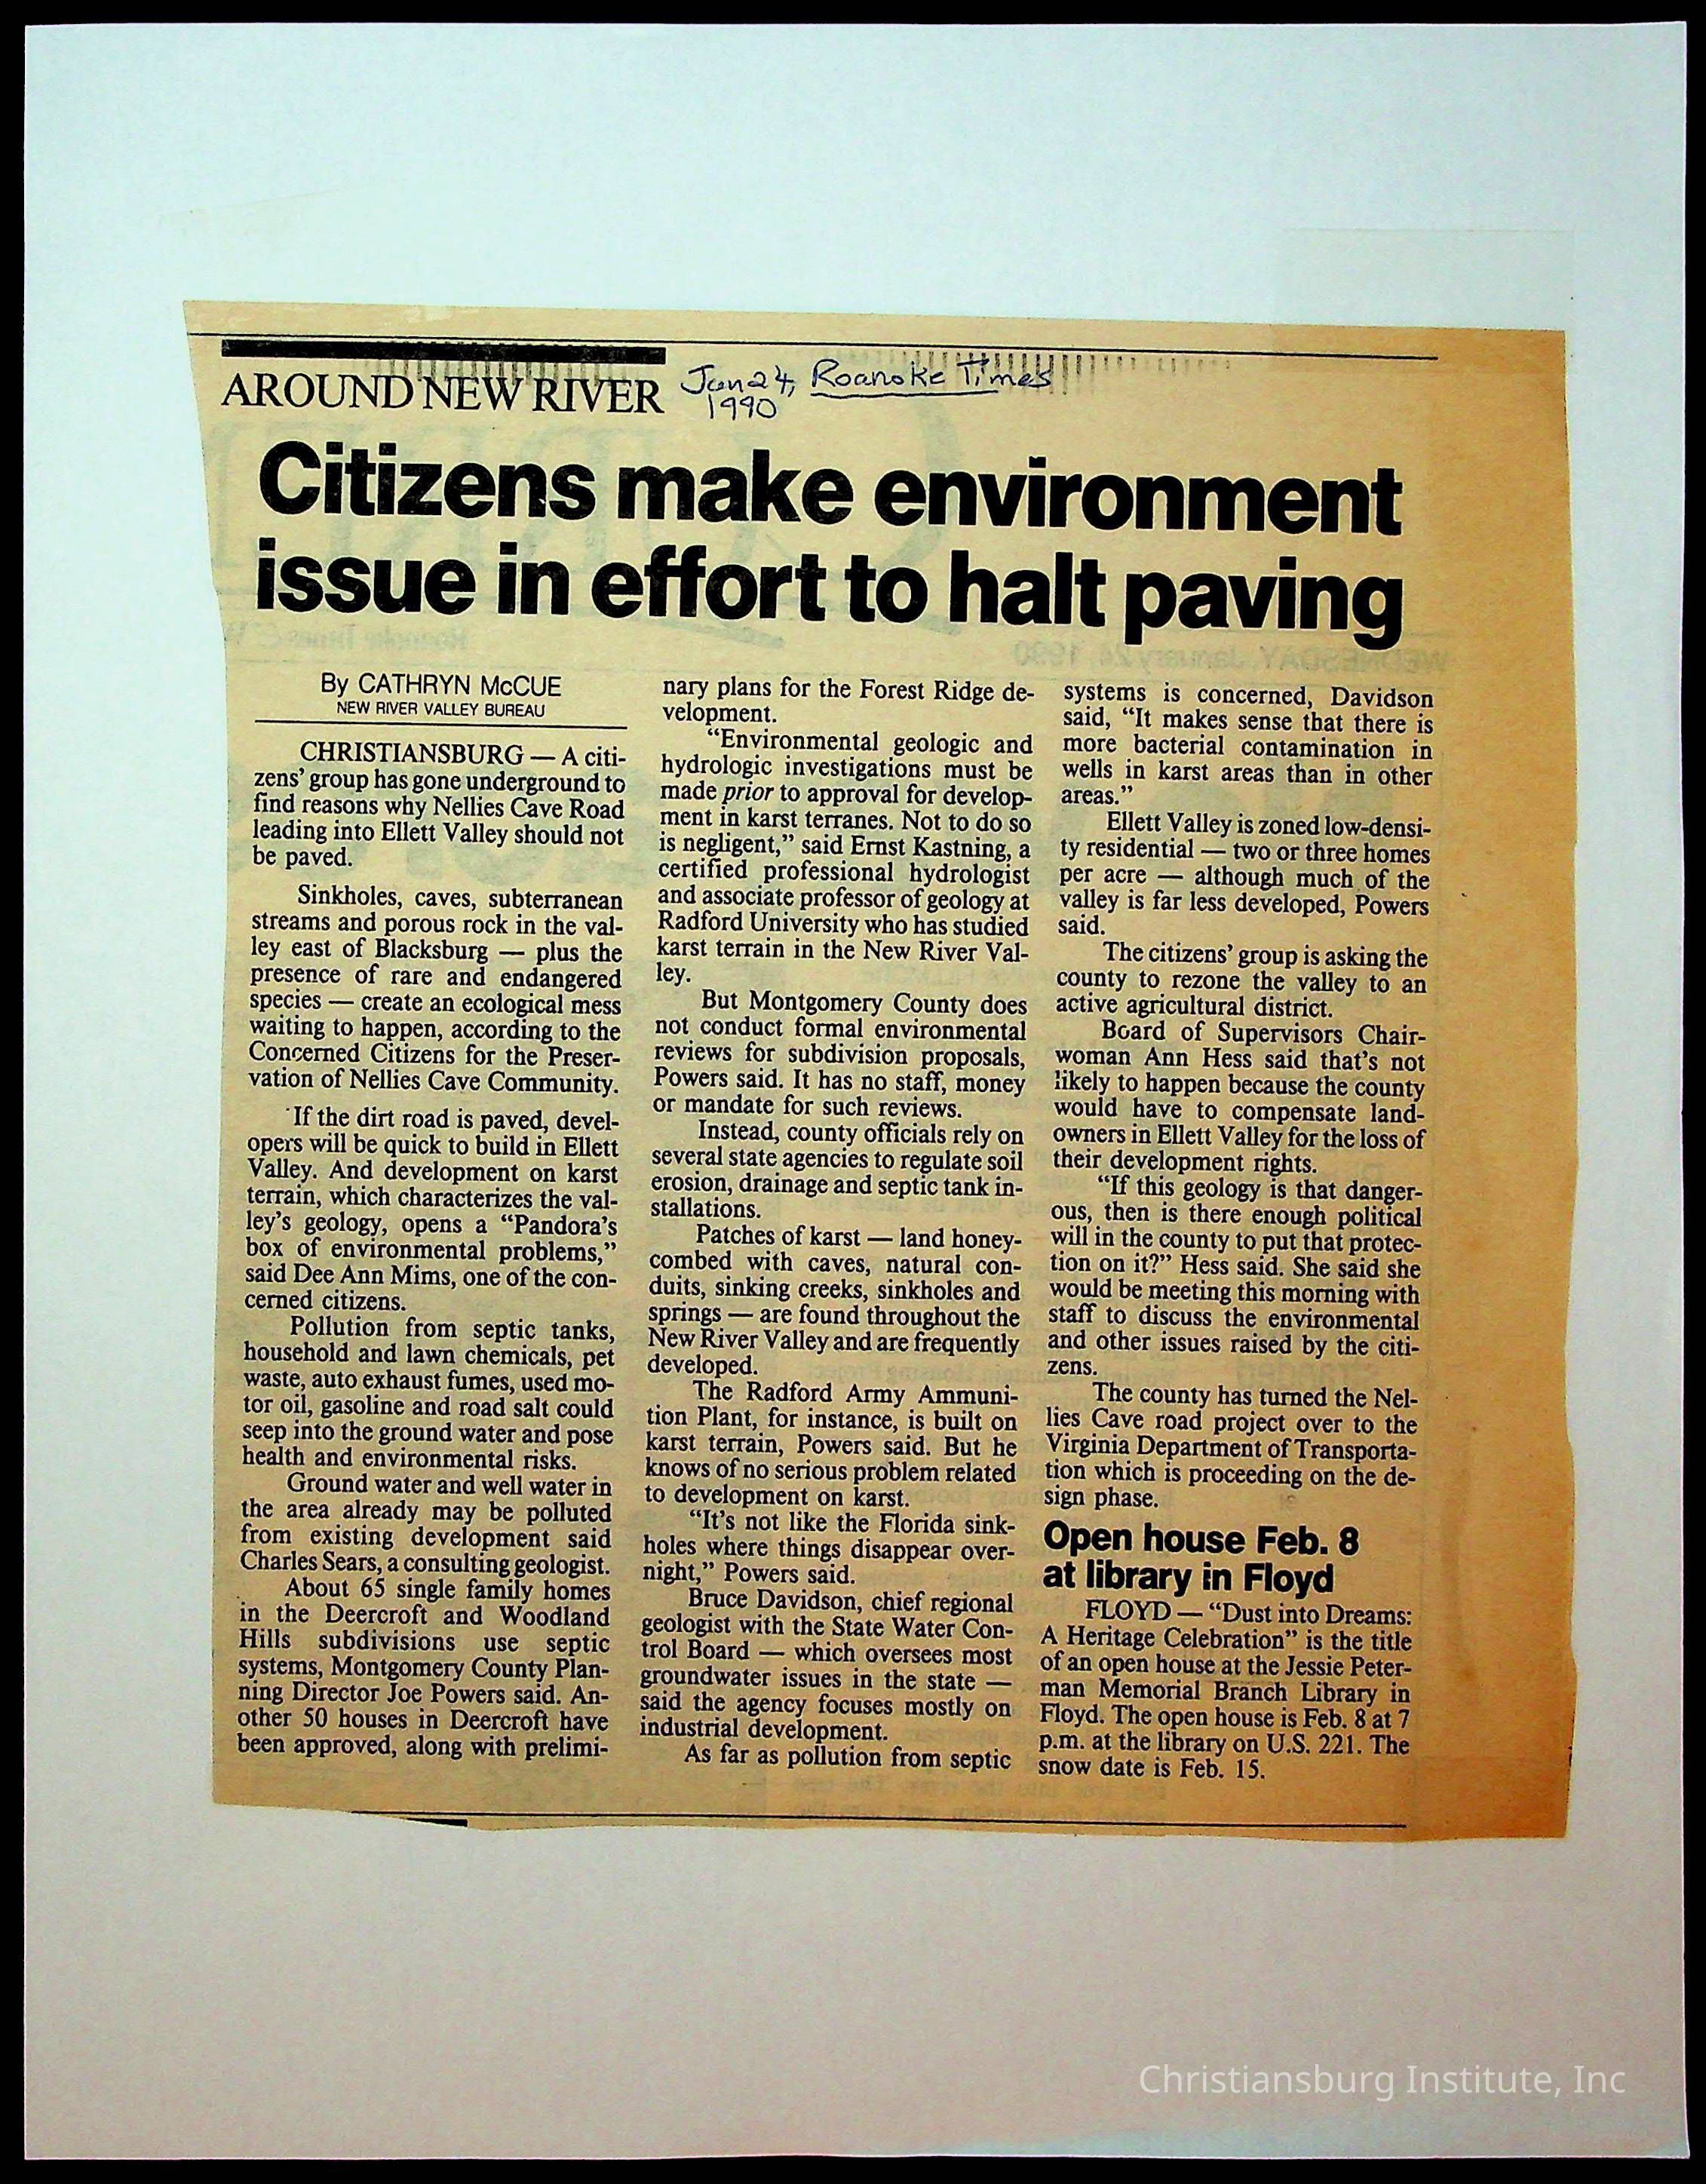 AROUND NEW RIVER
Jan 24, Roanoke Times
1990
Citizens make environment
issue in effort to halt paving
By CATHRYN McCUE
NEW RIVER VALLEY BUREAU
CHRISTIANSBURG — A citi-
zens' group has gone underground to
find reasons why Nellies Cave Road
leading into Ellett Valley should not
be paved.
Sinkholes, caves, subterranean
streams and porous rock in the val-
ley east of Blacksburg — plus the
presence of rare and endangered
species — create an ecological mess
waiting to happen, according to the
Concerned Citizens for the Preser-
vation of Nellies Cave Community.
If the dirt road is paved, devel-
opers will be quick to build in Ellett
Valley. And development on karst
terrain, which characterizes the val-
ley's geology, opens a “Pandora's
box of environmental problems,”
said Dee Ann Mims, one of the con-
cerned citizens.
Pollution from septic tanks,
household and lawn chemicals, pet
waste, auto exhaust fumes, used mo-
tor oil, gasoline and road salt could
seep into the ground water and pose
health and environmental risks.
Ground water and well water in
the area already may be polluted
from existing development said
Charles Sears, a consulting geologist.
About 65 single family homes
in the Deercroft and Woodland
Hills subdivisions use septic
systems, Montgomery County Plan-
ning Director Joe Powers said. An-
other 50 houses in Deercroft have
been approved, along with prelimi-
nary plans for the Forest Ridge de-
velopment.
“Environmental geologic and
hydrologic investigations must be
made prior to approval for develop-
ment in karst terranes. Not to do so
is negligent,” said Ernst Kastning, a
certified professional hydrologist
and associate professor of geology at
Radford University who has studied
karst terrain in the New River Val-
ley.
But Montgomery County does
not conduct formal environmental
reviews for subdivision proposals,
Powers said. It has no staff, money
or mandate for such reviews.
Instead, county officials rely on
several state agencies to regulate soil
erosion, drainage and septic tank in-
stallations.
Patches of karst — land honey-
combed with caves, natural con-
duits, sinking creeks, sinkholes and
springs — are found throughout the
New River Valley and are frequently
developed.
The Radford Army Ammuni-
tion Plant, for instance, is built on
karst terrain, Powers said. But he
knows of no serious problem related
to development on karst.
“It's not like the Florida sink-
holes where things disappear over-
night,” Powers said.
Bruce Davidson, chief regional
geologist with the State Water Con-
trol Board — which oversees most
groundwater issues in the state —
said the agency focuses mostly on
industrial development.
As far as pollution from septic
systems is concerned, Davidson
said, “It makes sense that there is
more bacterial contamination in
wells in karst areas than in other
areas.”
Ellett Valley is zoned low-densi-
ty residential — two or three homes
per acre — although much of the
valley is far less developed, Powers
said.
The citizens' group is asking the
county to rezone the valley to an
active agricultural district.
Board of Supervisors Chair-
woman Ann Hess said that's not
likely to happen because the county
would have to compensate land-
owners in Ellett Valley for the loss of
their development rights.
“If this geology is that danger-
ous, then is there enough political
will in the county to put that protec-
tion on it?” Hess said. She said she
would be meeting this morning with
staff to discuss the environmental
and other issues raised by the citi-
zens.
The county has turned the Nel-
lies Cave road project over to the
Virginia Department of Transporta-
tion which is proceeding on the de-
sign phase.
Open house Feb. 8
at library in Floyd
FLOYD — “Dust into Dreams:
A Heritage Celebration” is the title
of an open house at the Jessie Peter-
man Memorial Branch Library in
Floyd. The open house is Feb. 8 at 7
p.m. at the library on U.S. 221. The
snow date is Feb. 15.
Christiansburg Institute, Inc